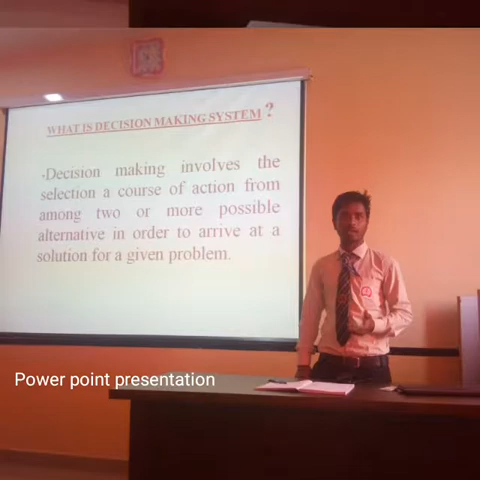 WHAT IS DECISION MAKING SYSTEM ?
-Decision making involves the
selection a course of action from
among two or more possible
alternative in order to arrive at a
solution for a given problem.
Power point presentation